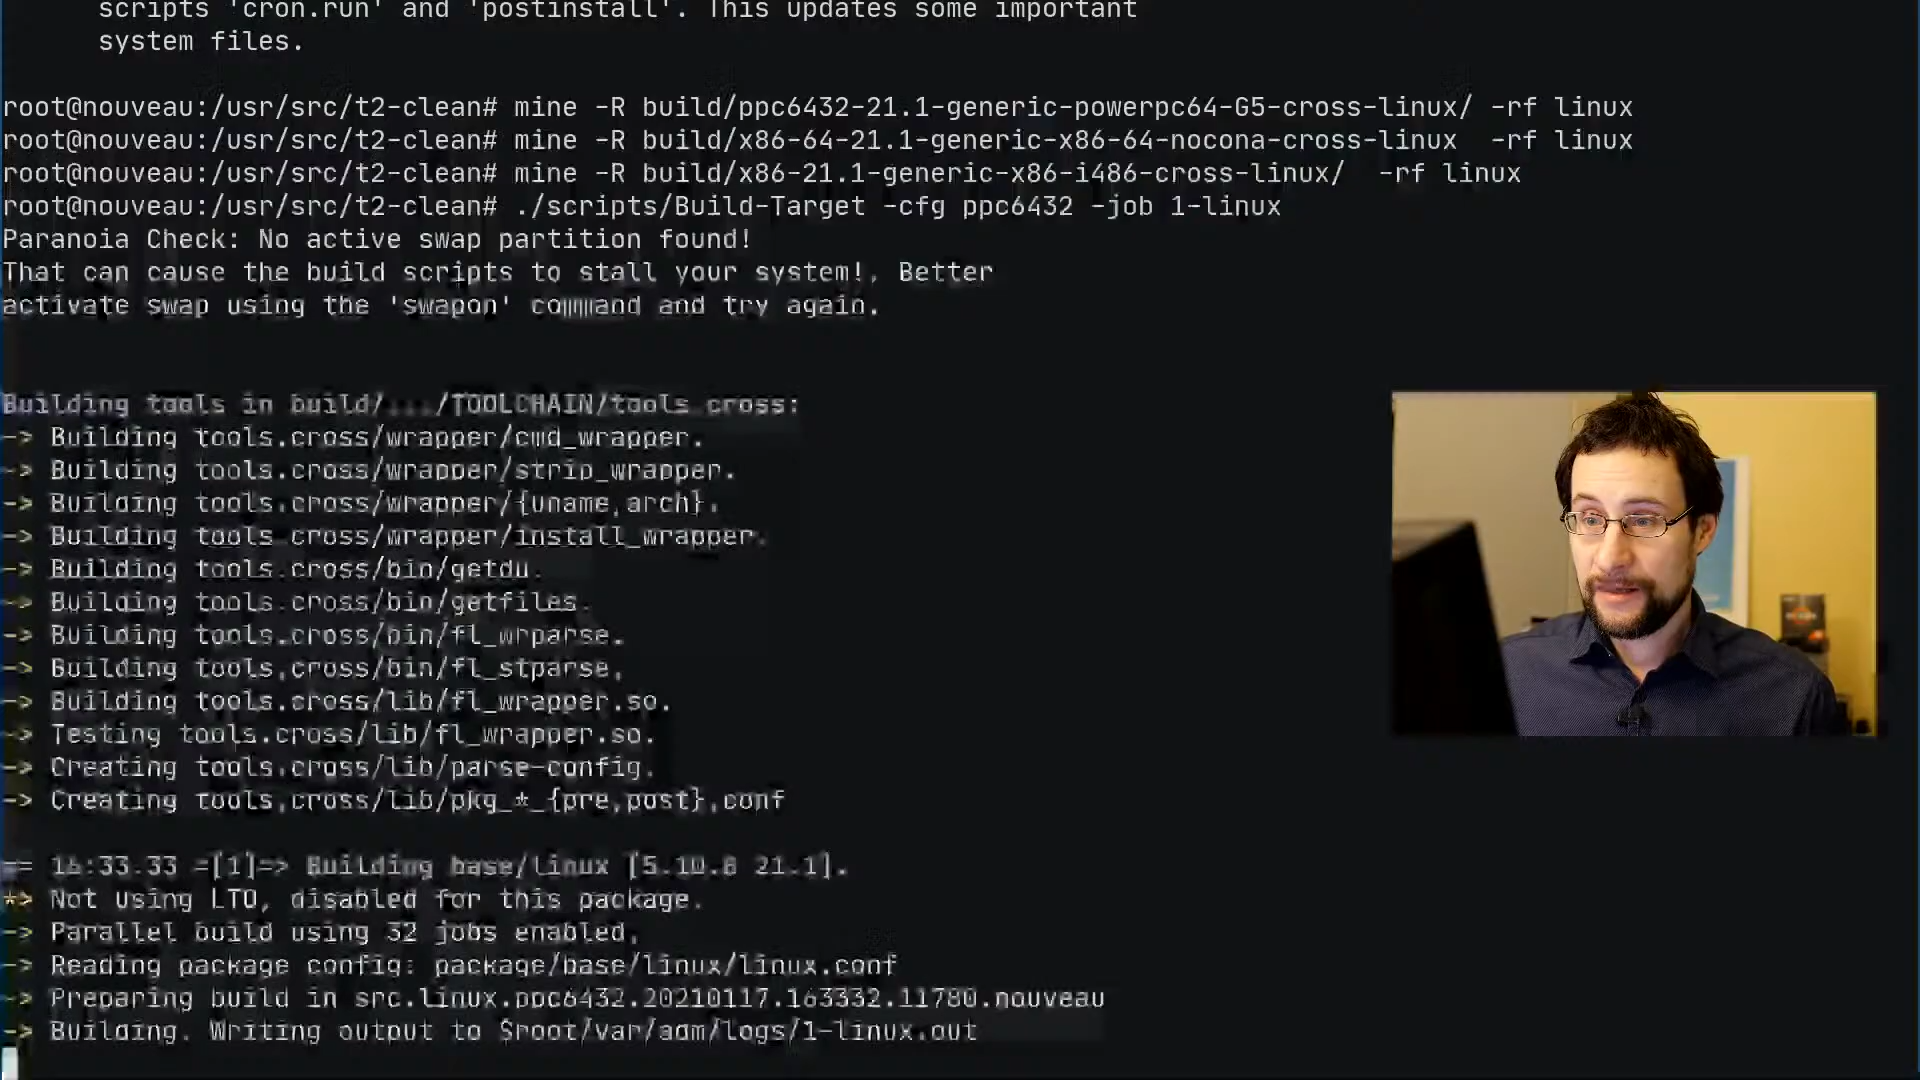 scripts 'cron.run' and 'postinstall'. This updates some important
system files.
root@nouveau:/usr/src/t2-clean# mine -R build/ppc6432-21.1-generic-powerpc64-G5-cross-linux/ -rf linux
root@nouveau:/usr/src/t2-clean# mine -R build/x86-64-21.1-generic-x86-64-nocona-cross-linux  -rf linux
root@nouveau:/usr/src/t2-clean# mine -R build/x86-21.1-generic-x86-i486-cross-linux/  -rf linux
root@nouveau:/usr/src/t2-clean# ./scripts/Build-Target -cfg ppc6432 -job 1-linux
Paranoia Check: No active swap partition found!
That can cause the build scripts to stall your system!. Better
activate swap using the 'swapon' command and try again.
Building tools in build/.../TOOLCHAIN/tools.cross:
-> Building tools.cross/wrapper/cmd_wrapper.
-> Building tools.cross/wrapper/strip_wrapper.
-> Building tools.cross/wrapper/{uname,arch}.
-> Building tools.cross/wrapper/install_wrapper.
-> Building tools.cross/bin/getdu.
-> Building tools.cross/bin/getfiles.
-> Building tools.cross/bin/fl_wrparse.
-> Building tools.cross/bin/fl_stparse.
-> Building tools.cross/lib/fl_wrapper.so.
-> Testing tools.cross/lib/fl_wrapper.so.
-> Creating tools.cross/lib/parse-config.
-> Creating tools.cross/lib/pkg_*_{pre,post}.conf
== 16:33:33 =[1]=> Building base/linux [5.10.8 21.1].
*> Not using LTO, disabled for this package.
-> Parallel build using 32 jobs enabled.
-> Reading package config: package/base/linux/linux.conf
-> Preparing build in src.linux.ppc6432.20210117.163332.11780.nouveau
-> Building. Writing output to $root/var/adm/logs/1-linux.out